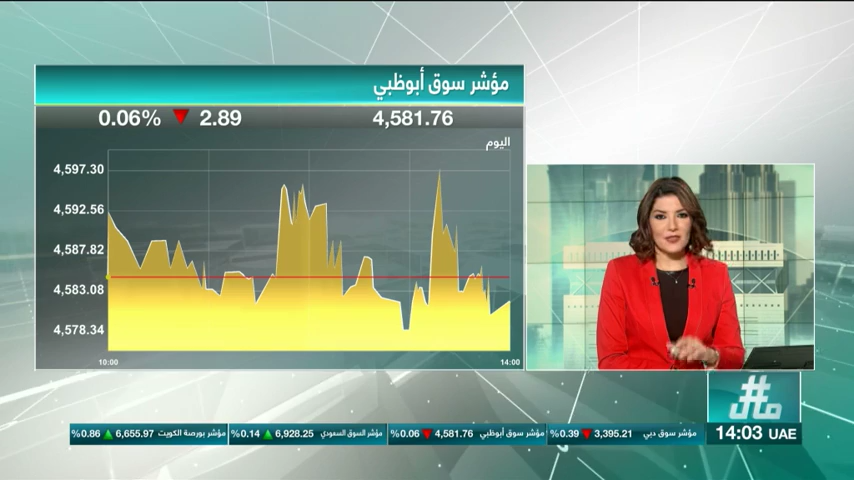 مؤشر سوق أبوظبي
4,581.76 2.89 0.06%
اليوم
4,597.30
4,592.56
4,587.82
4,583.08
4,578.34
10:00 14:00
#مال
14:03 UAE
مؤشر سوق دبي 3,395.21 %0.39 مؤشر سوق أبوظبي 4,581.76 %0.06 مؤشر السوق السعودي 6,928.25 %0.14 مؤشر بورصة الكويت 6,655.97 %0.86